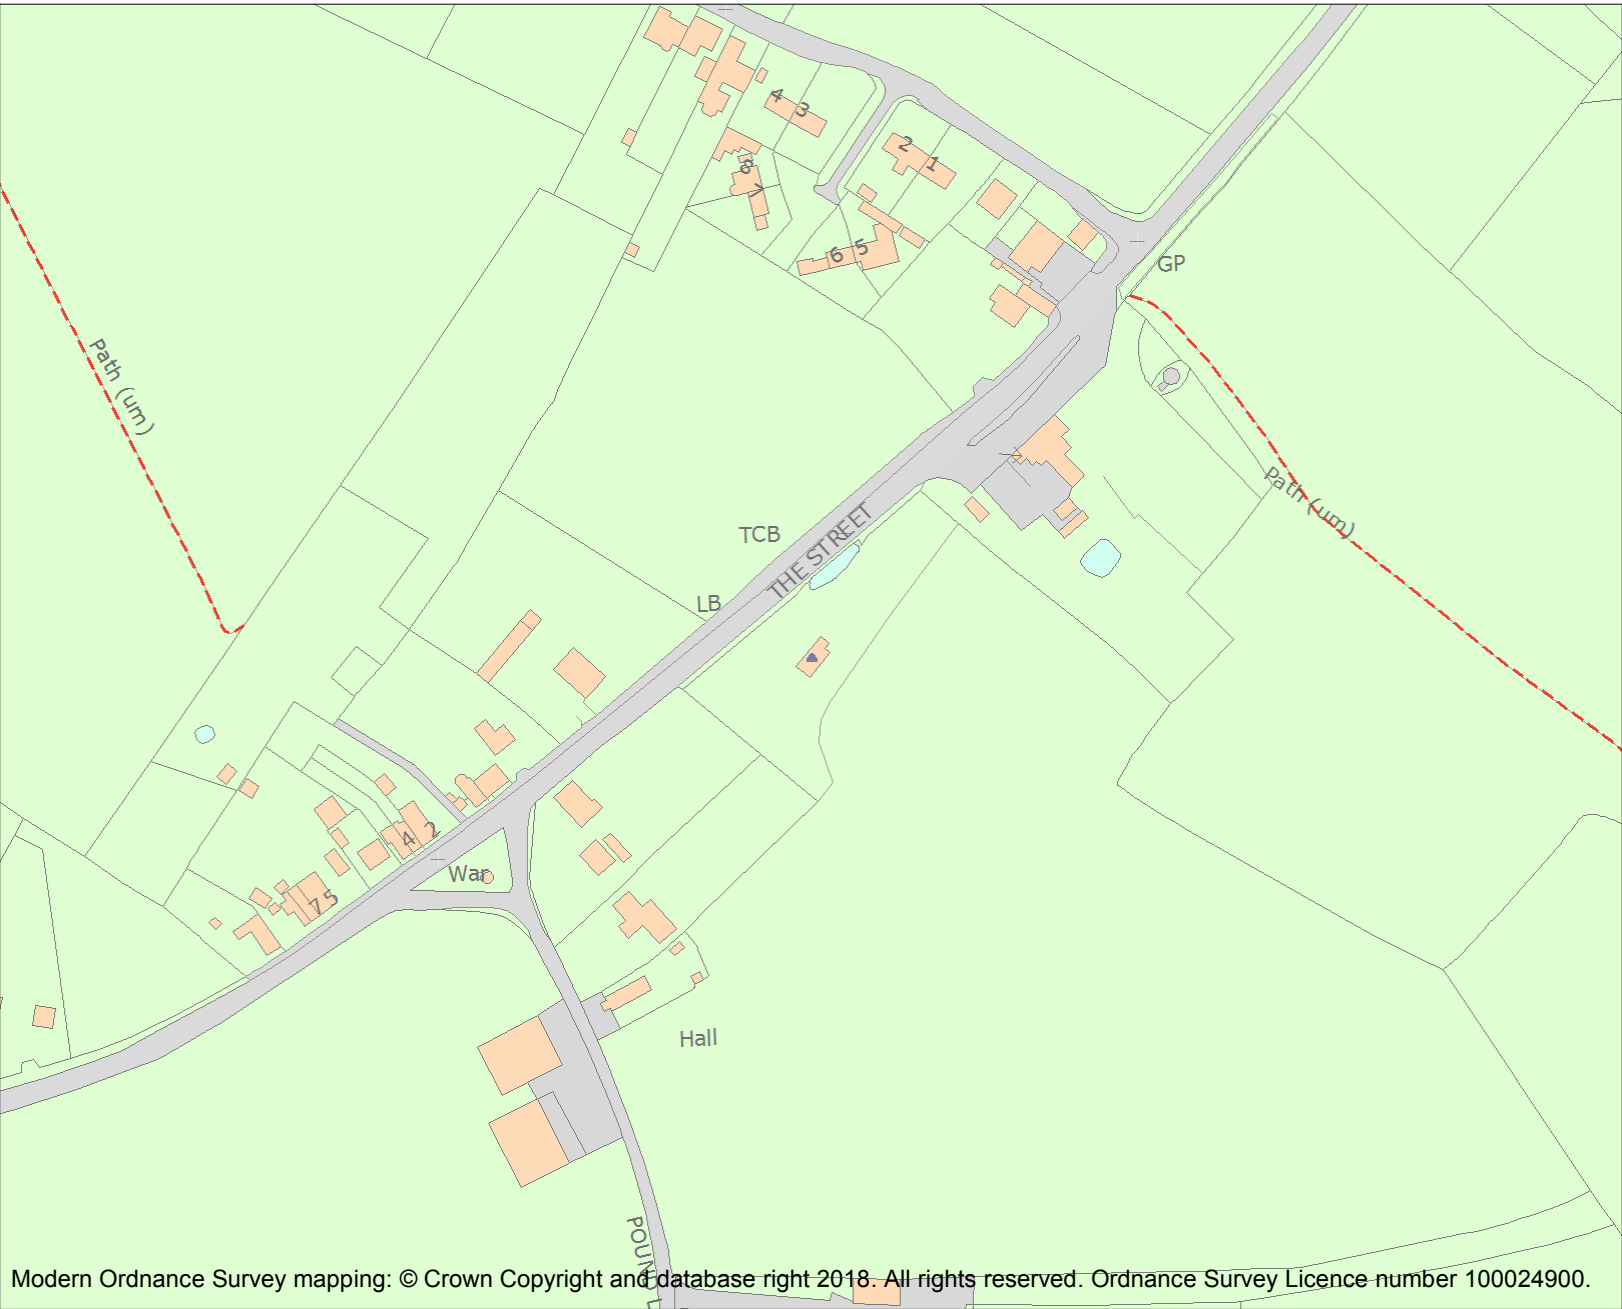 4 3
2 1
8
7
6 5
GP
Path (um)
Path (um)
TCB
THE STREET
LB
4 2
War
7 5
Hall
POUND L
Modern Ordnance Survey mapping: © Crown Copyright and database right 2018. All rights reserved. Ordnance Survey Licence number 100024900.